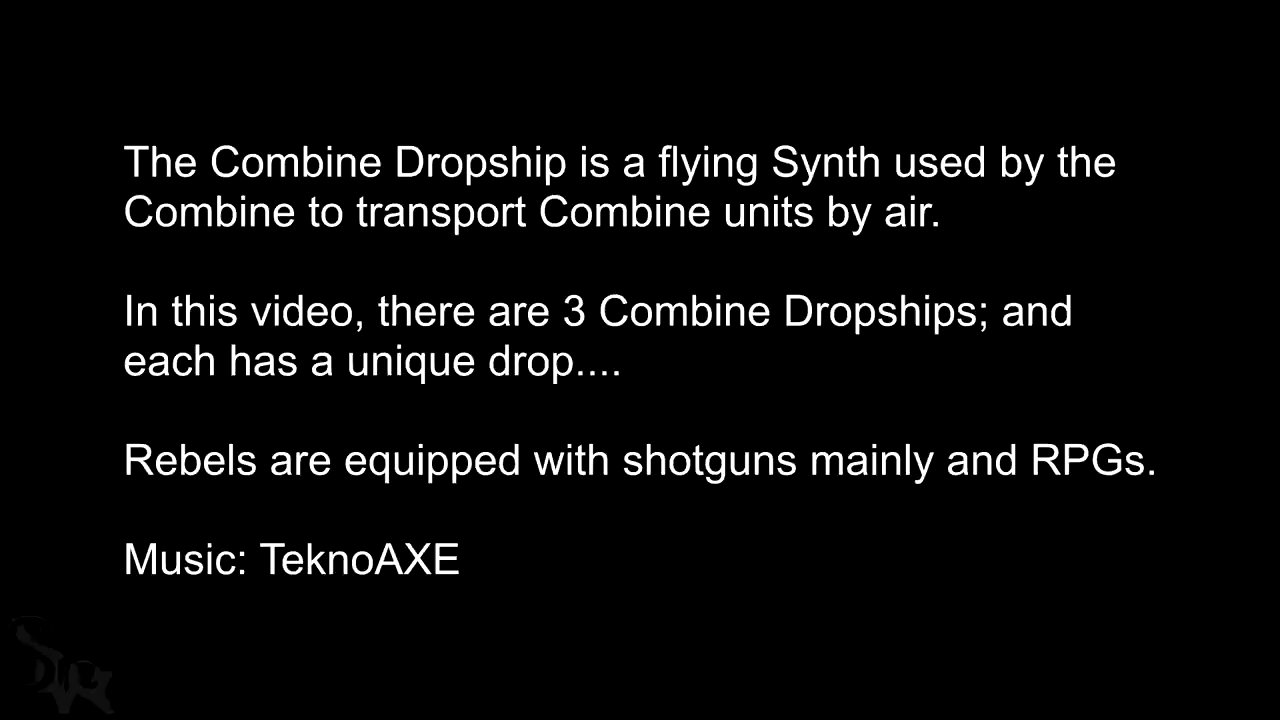 The Combine Dropship is a flying Synth used by the
Combine to transport Combine units by air.
In this video, there are 3 Combine Dropships; and
each has a unique drop....
Rebels are equipped with shotguns mainly and RPGs.
Music: TeknoAXE